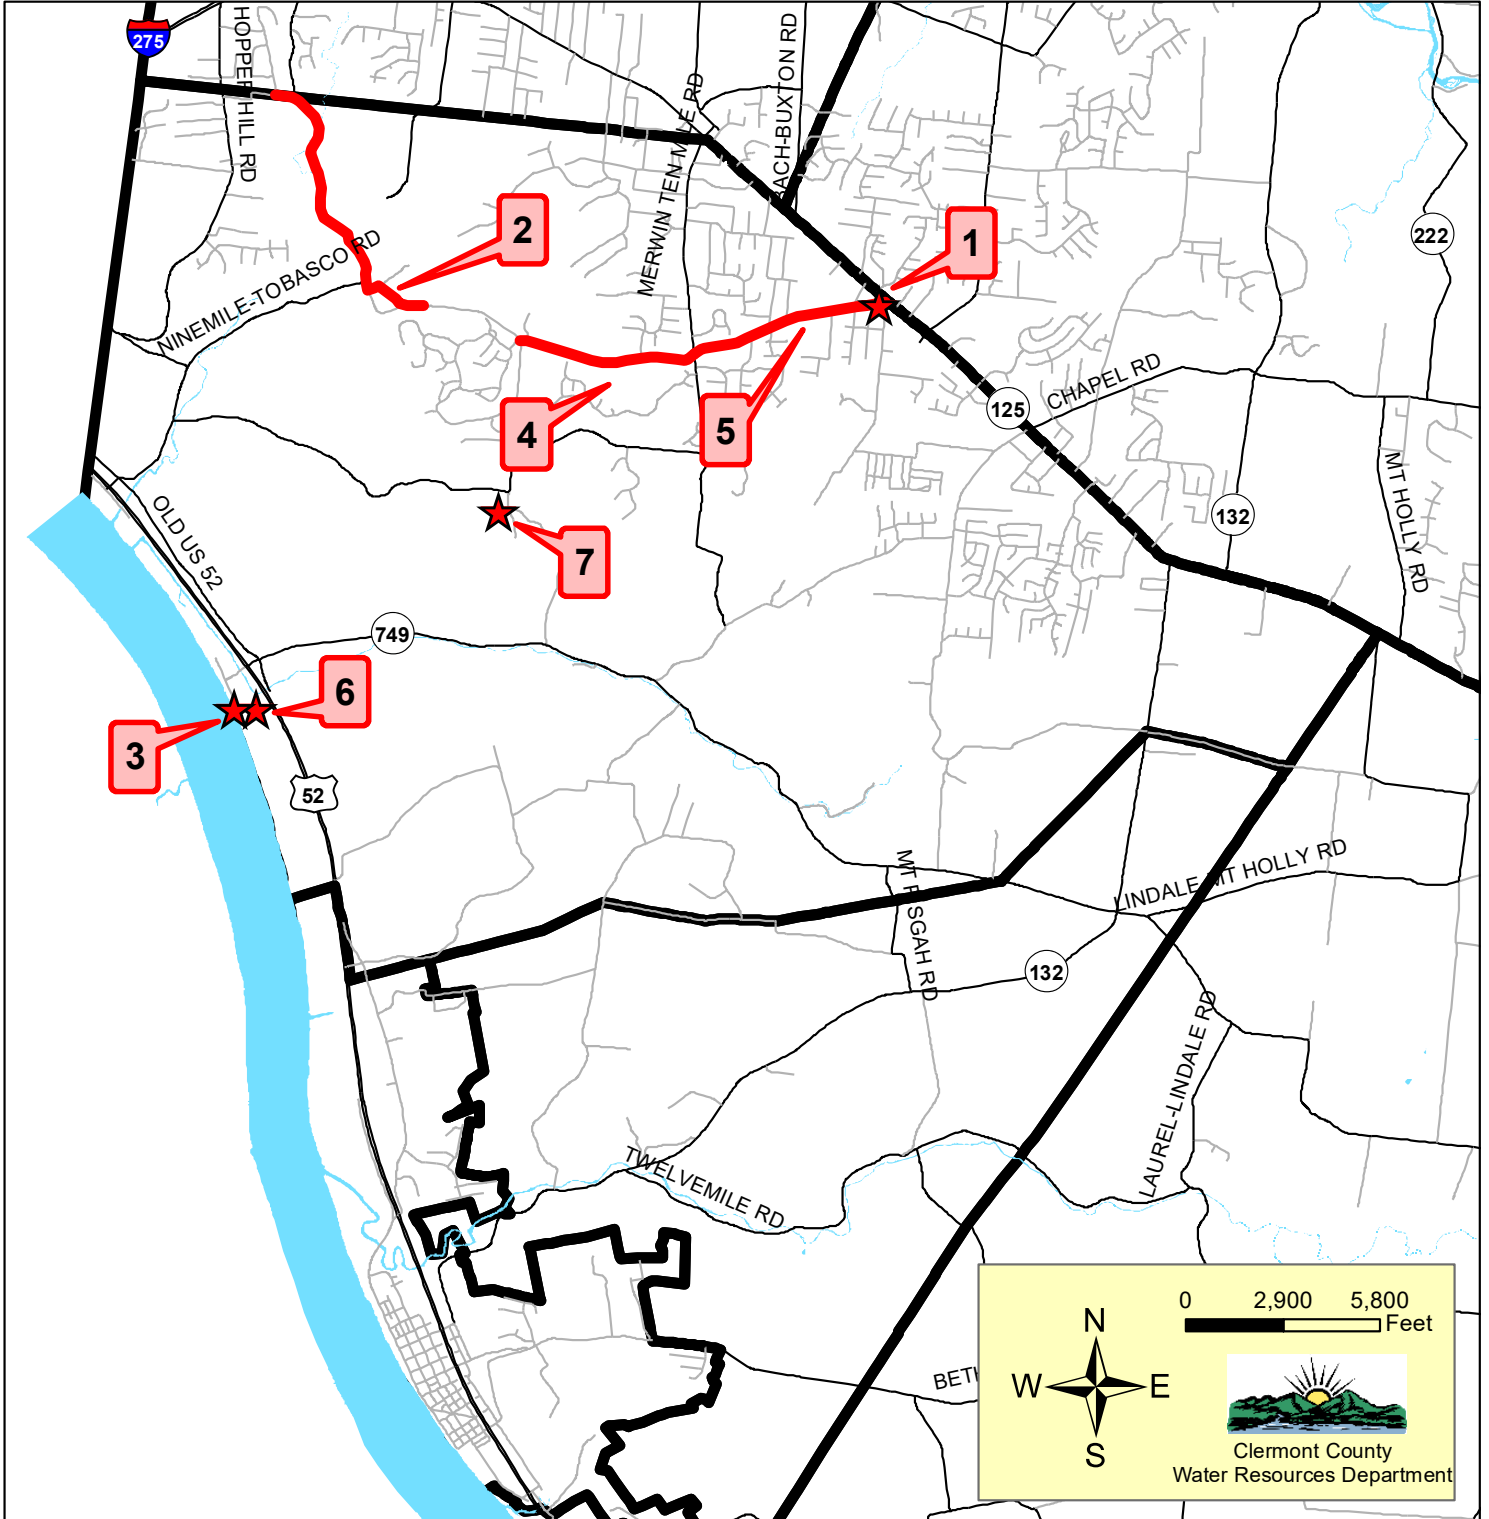 275
HOPPER HILL RD
MERWIN TEN MILE RD
BACH-BUXTON RD
222
2
1
NINEMILE-TOBASCO RD
CHAPEL RD
125
4
5
MT HOLLY RD
OLD US 52
132
7
749
6
3
52
LINDALE-MT HOLLY RD
MT PISGAH RD
132
LAUREL-LINDALE RD
TWELVEMILE RD
BETH
0 2,900 5,800
Feet
N
W E
S
Clermont County
Water Resources Department